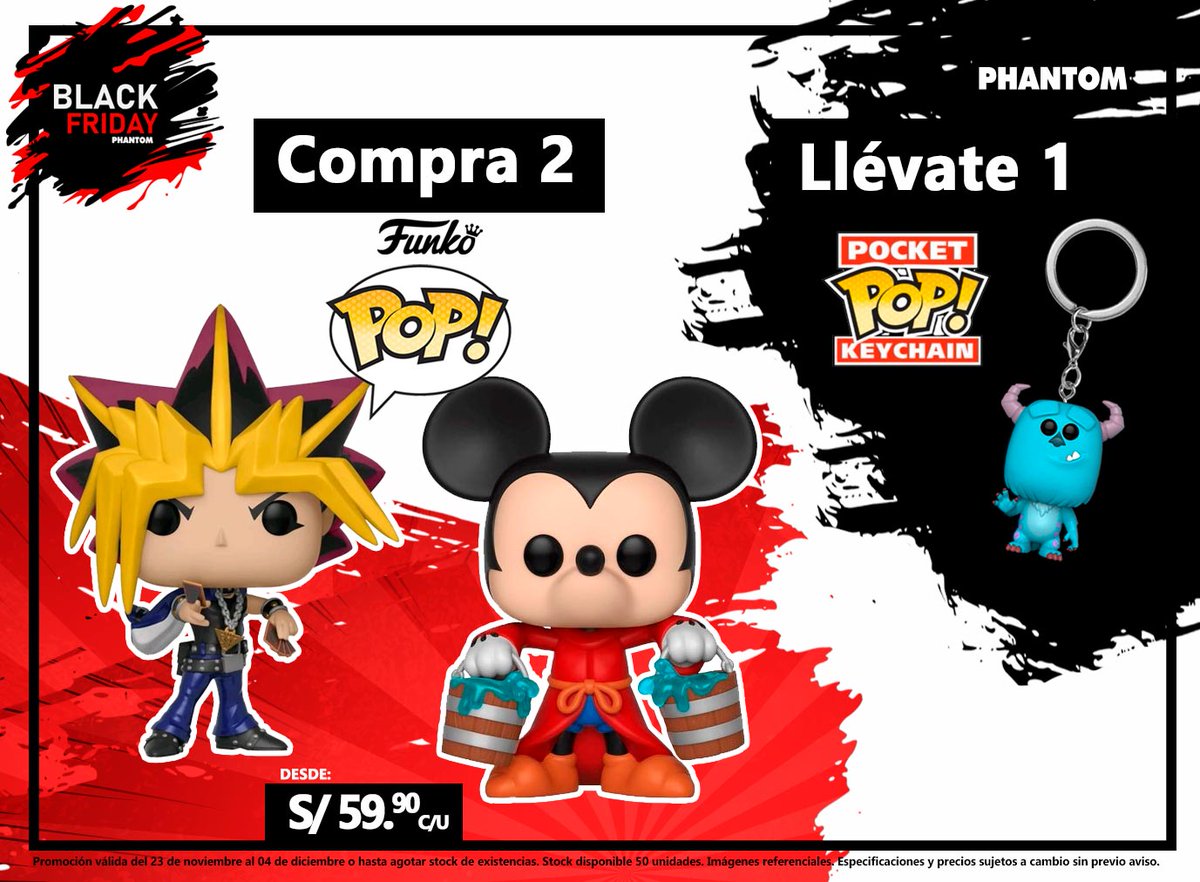 BLACK
FRIDAY
PHANTOM
PHANTOM
Compra 2
Llévate 1
Funko
POP!
POCKET
POP!
KEYCHAIN
DESDE:
S/ 59.90 C/U
Promoción válida del 23 de noviembre al 04 de diciembre o hasta agotar stock de existencias. Stock disponible 50 unidades. Imágenes referenciales. Especificaciones y precios sujetos a cambio sin previo aviso.